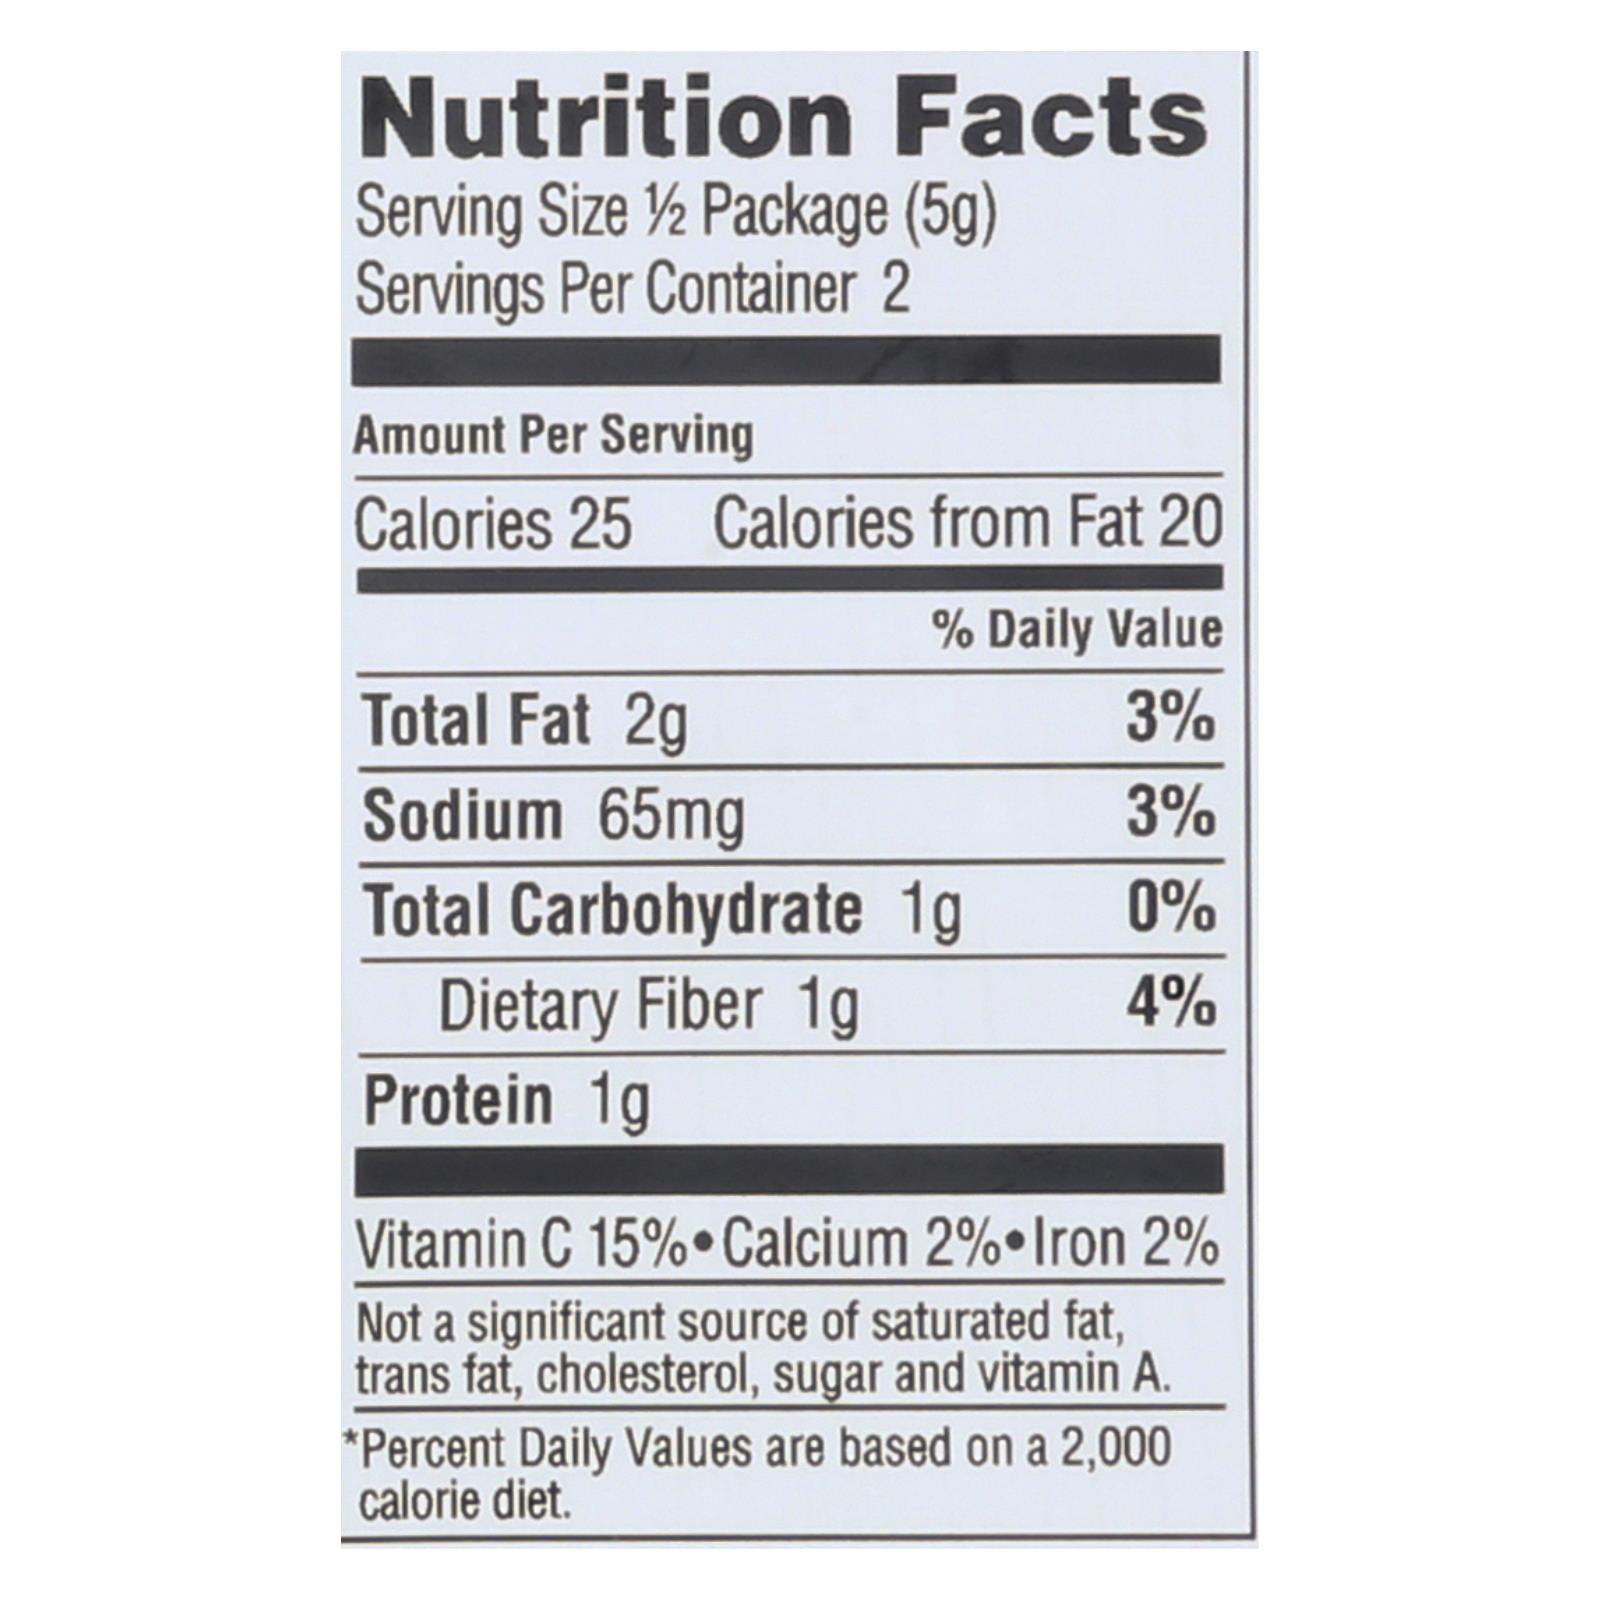 Nutrition Facts
Serving Size ½ Package (5g)
Servings Per Container 2
Amount Per Serving
Calories 25 Calories from Fat 20
% Daily Value
Total Fat 2g 3%
Sodium 65mg 3%
Total Carbohydrate 1g 0%
Dietary Fiber 1g 4%
Protein 1g
Vitamin C 15%•Calcium 2%•Iron 2%
Not a significant source of saturated fat,
trans fat, cholesterol, sugar and vitamin A.
*Percent Daily Values are based on a 2,000
calorie diet.